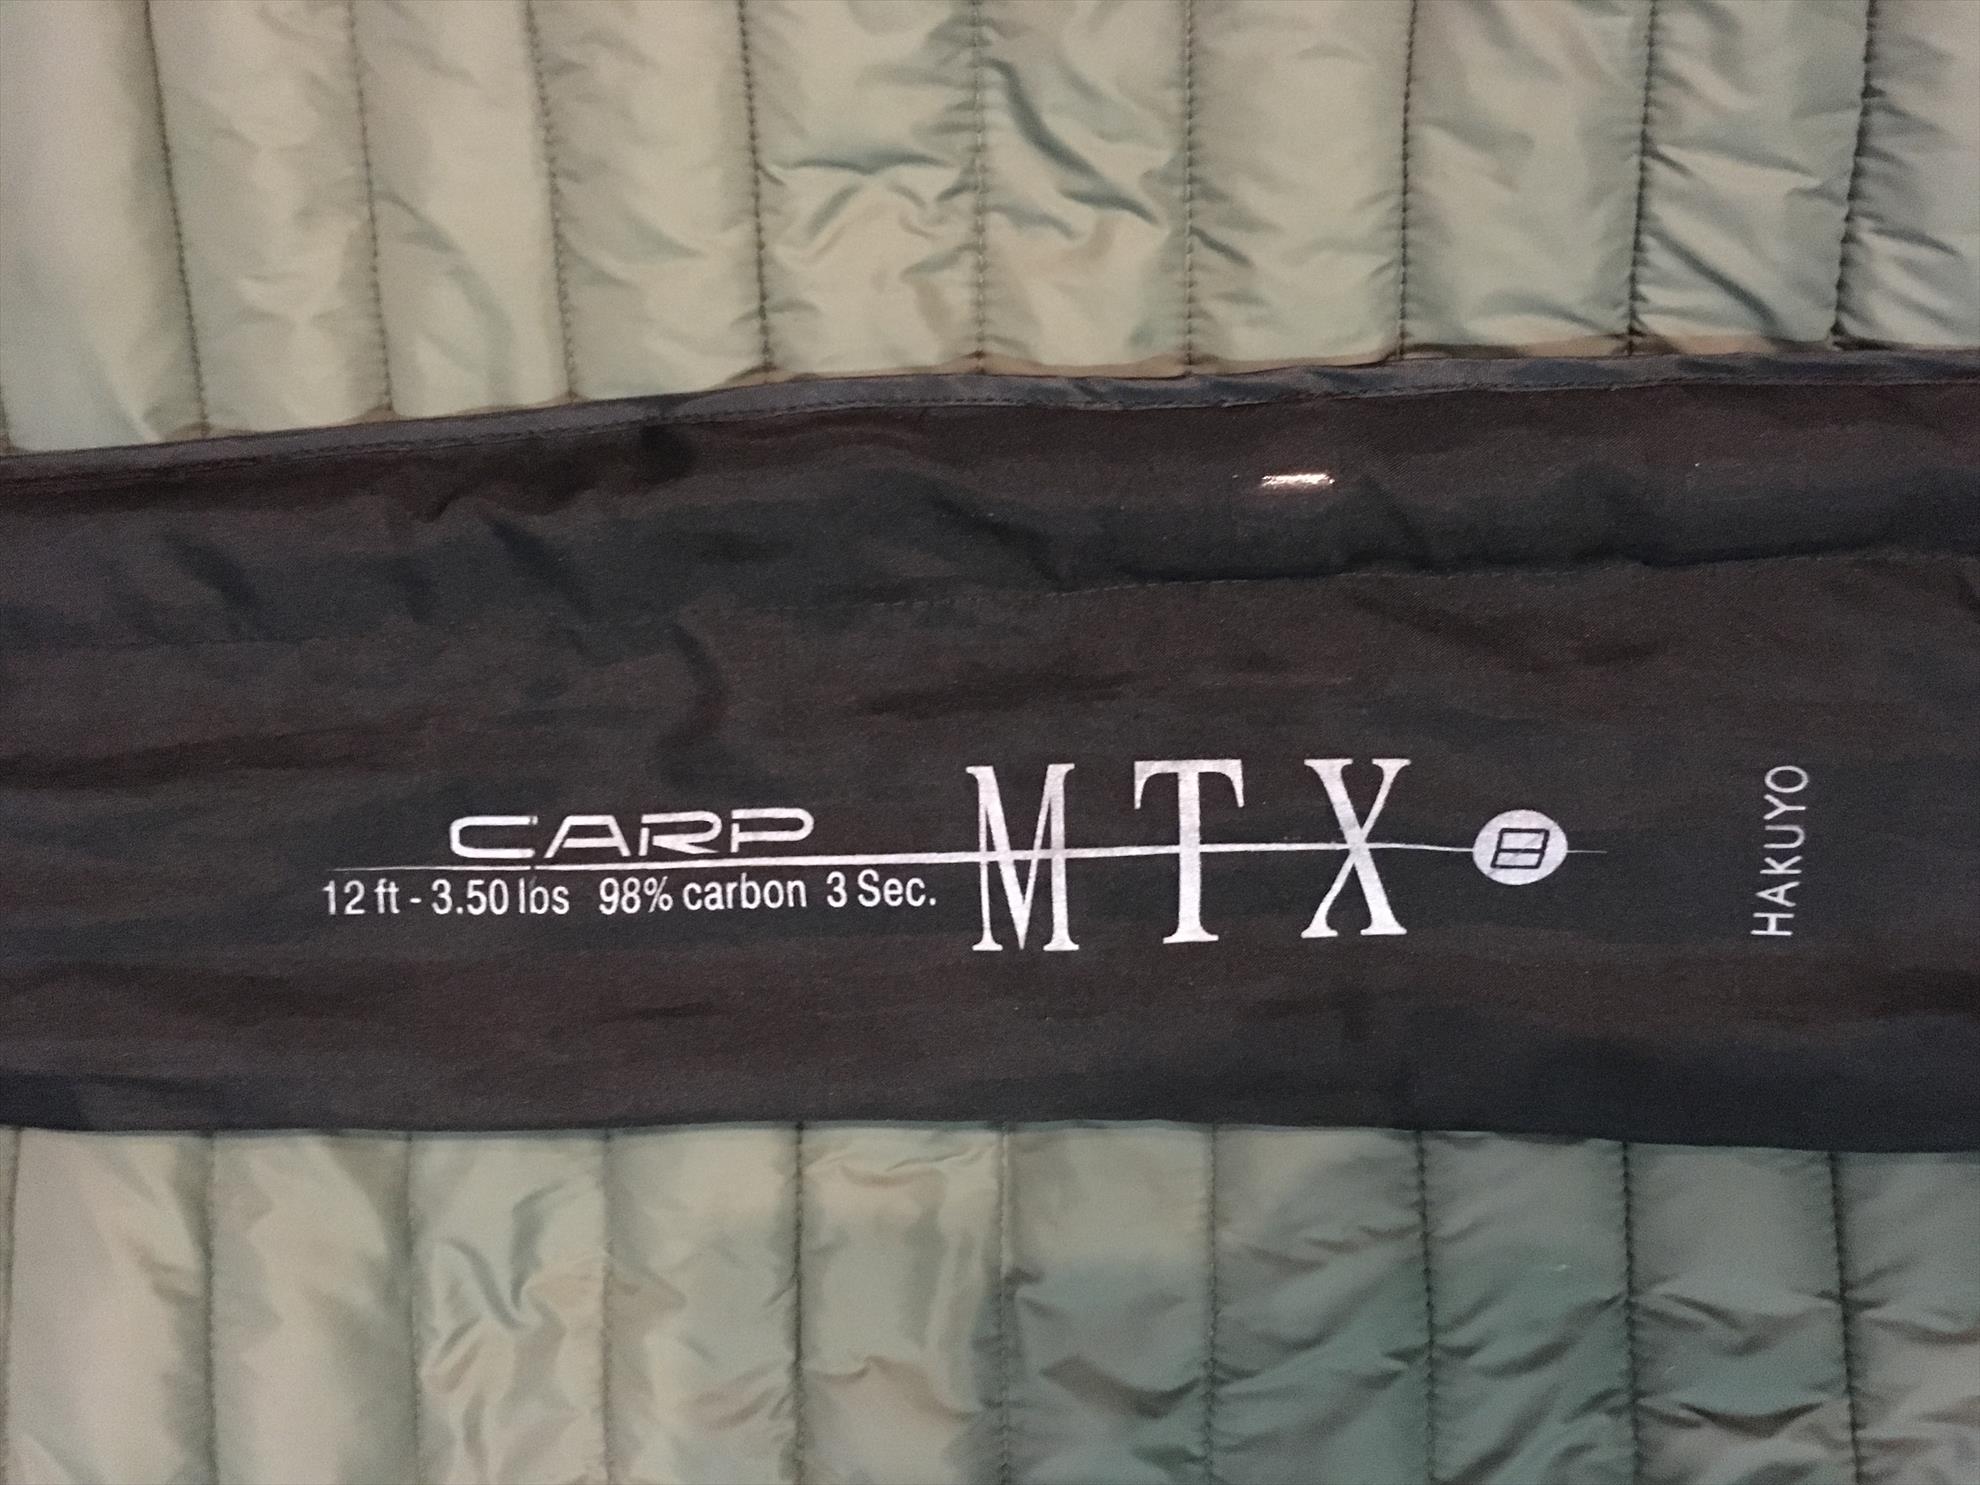 CARP
12 ft - 3.50 lbs 98% carbon 3 Sec.
MTX
HAKUYO